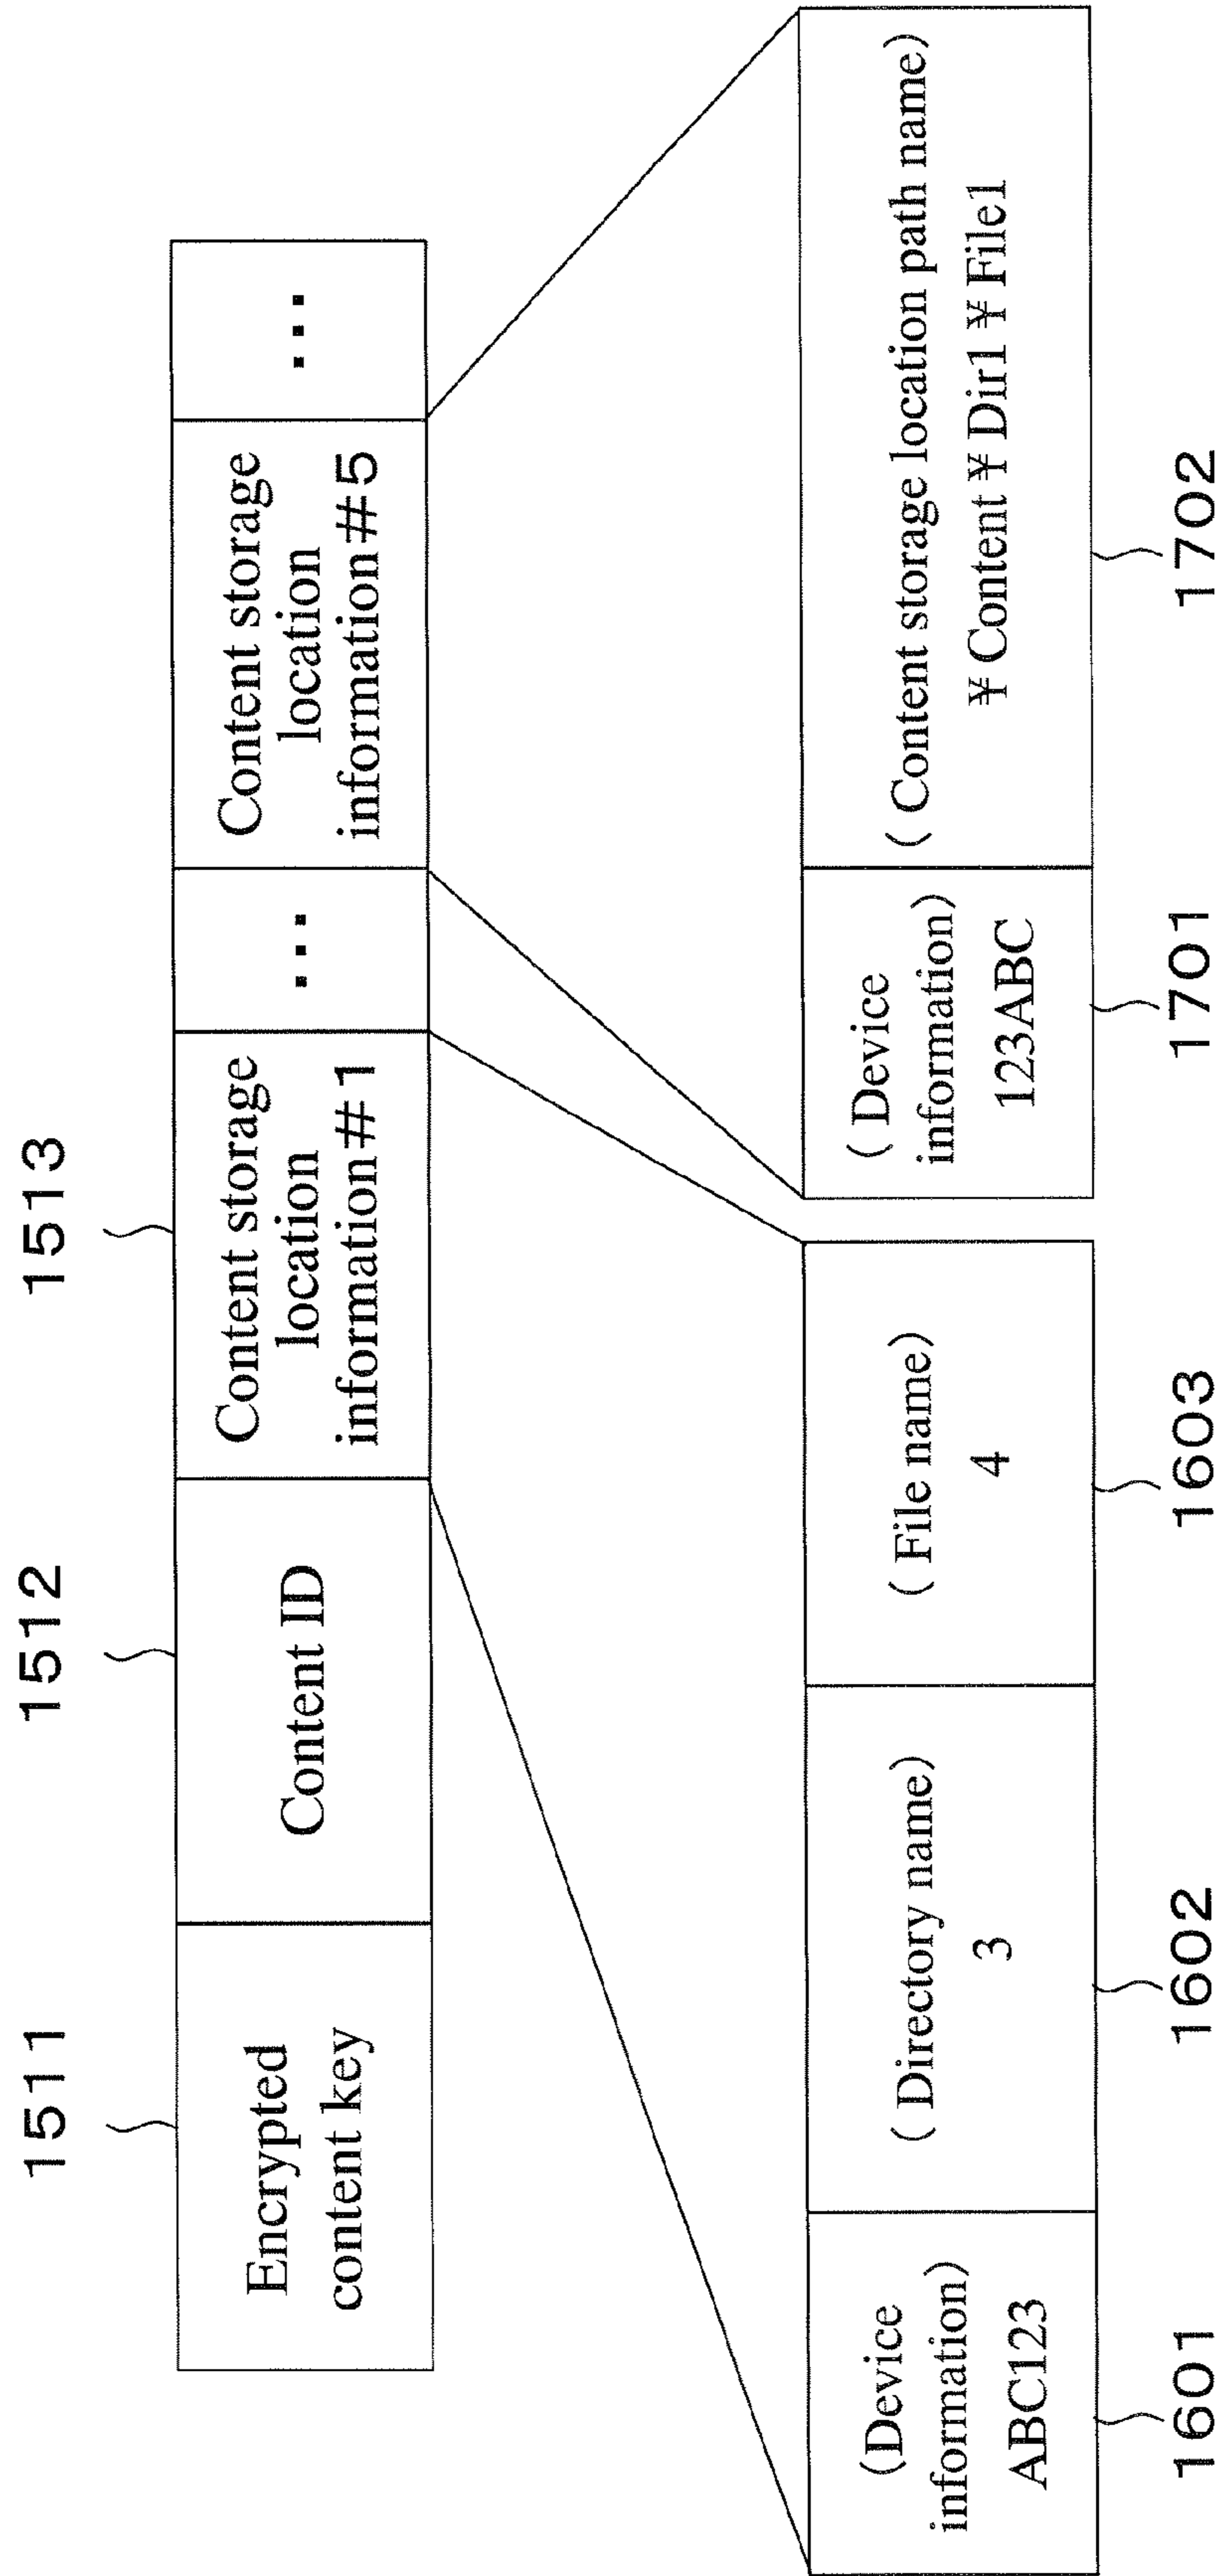 1511
1512
1513
Encrypted
content key
Content ID
Content storage
location
information#1
...
Content storage
location
information#5
...
(Device
information)
ABC123
( Directory name)
3
( File name)
4
( Device
information)
123ABC
( Content storage location path name)
¥ Content ¥ Dir1 ¥ File1
1601
1602
1603
1701
1702